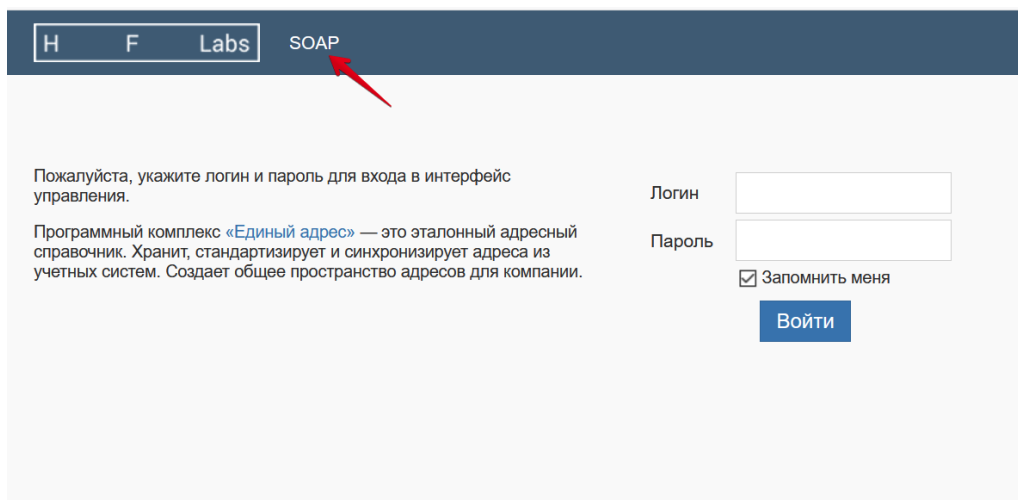 H F Labs SOAP
Пожалуйста, укажите логин и пароль для входа в интерфейс
управления.
Программный комплекс «Единый адрес» — это эталонный адресный
справочник. Хранит, стандартизирует и синхронизирует адреса из
учетных систем. Создает общее пространство адресов для компании.
Логин
Пароль
Запомнить меня
Войти